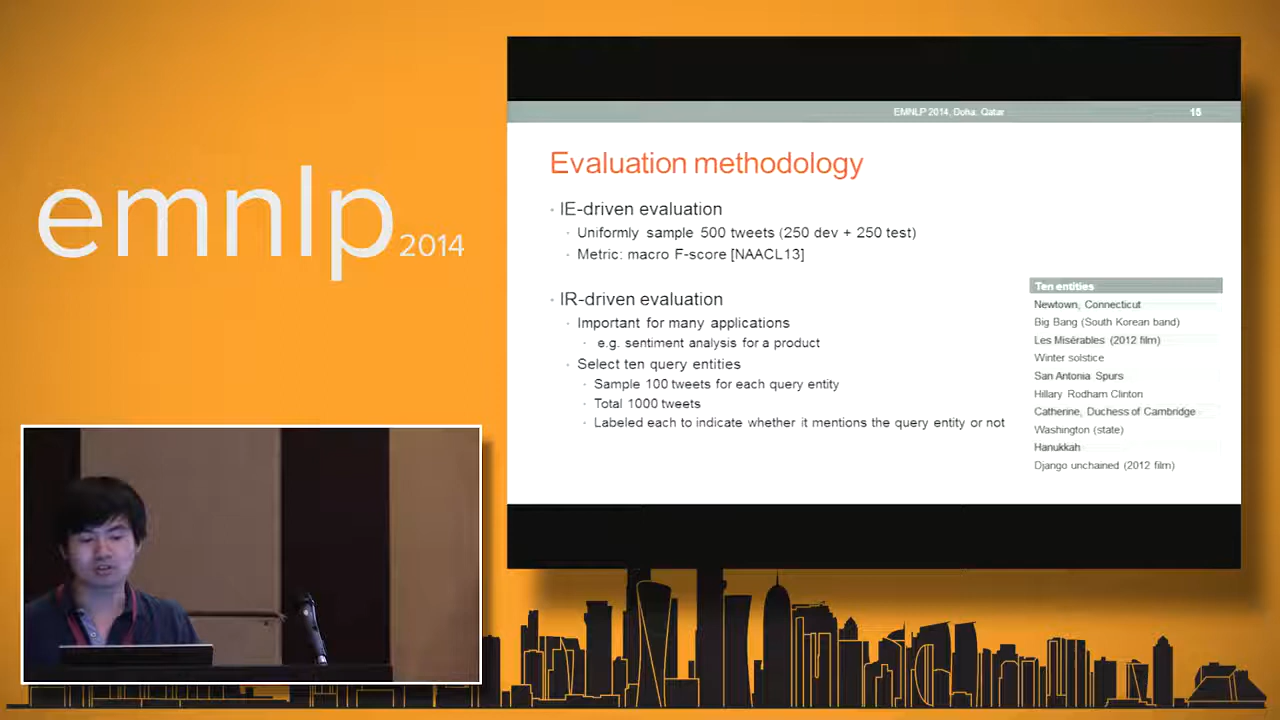 emnlp 2014
EMNLP 2014, Doha, Qatar
15
Evaluation methodology
• IE-driven evaluation
• Uniformly sample 500 tweets (250 dev + 250 test)
• Metric: macro F-score [NAACL13]
• IR-driven evaluation
• Important for many applications
• e.g. sentiment analysis for a product
• Select ten query entities
• Sample 100 tweets for each query entity
• Total 1000 tweets
• Labeled each to indicate whether it mentions the query entity or not
Ten entities
Newtown, Connecticut
Big Bang (South Korean band)
Les Misérables (2012 film)
Winter solstice
San Antonia Spurs
Hillary Rodham Clinton
Catherine, Duchess of Cambridge
Washington (state)
Hanukkah
Django unchained (2012 film)